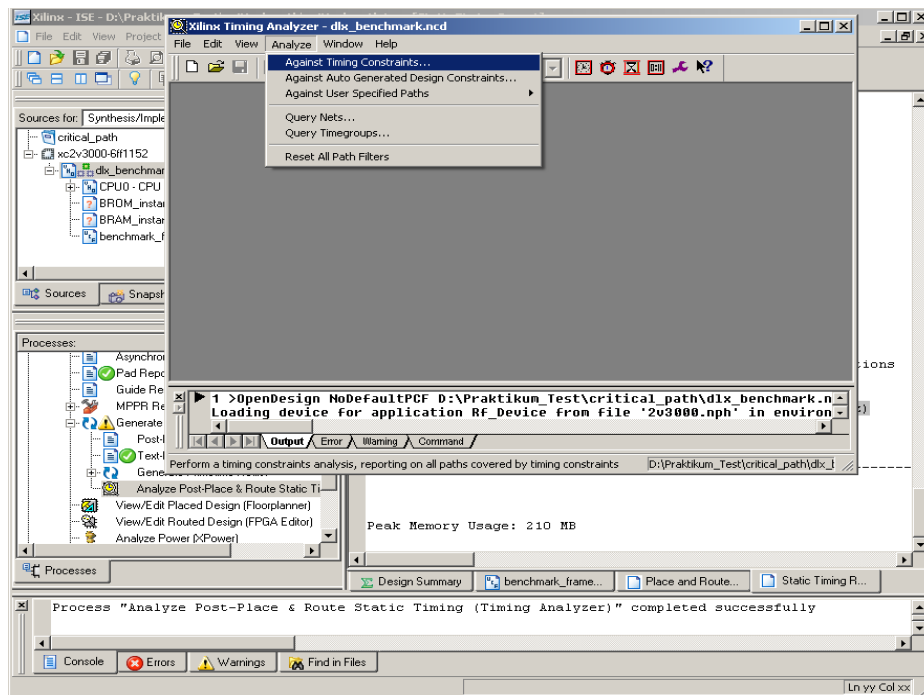 Xilinx - ISE - D:\Praktik
File Edit View Project
Sources for: Synthesis/Imple
critical_path
xc2v3000-6ff1152
dlx_benchmar
CPU0 - CPU
BROM_instar
BRAM_instar
benchmark_f
Sources
Snapsh
Processes:
Asynchror
Pad Repo
Guide Re
MPPR Re
Generate
Post-l
Text-l
Gene
Analyze Post-Place & Route Static Ti
View/Edit Placed Design (Floorplanner)
View/Edit Routed Design (FPGA Editor)
Analyze Power (XPower)
Processes
Xilinx Timing Analyzer - dlx_benchmark.ncd
File Edit View Analyze Window Help
Against Timing Constraints...
Against Auto Generated Design Constraints...
Against User Specified Paths
Query Nets...
Query Timegroups...
Reset All Path Filters
1 >OpenDesign NoDefaultPCF D:\Praktikum_Test\critical_path\dlx_benchmark.n
Loading device for application Rf_Device from file '2v3000.nph' in environ
Output Error Warning Command
Perform a timing constraints analysis, reporting on all paths covered by timing constraints D:\Praktikum_Test\critical_path\dlx_t
ions
Peak Memory Usage: 210 MB
Design Summary benchmark_frame... Place and Route... Static Timing R...
Process "Analyze Post-Place & Route Static Timing (Timing Analyzer)" completed successfully
Console Errors Warnings Find in Files
Ln yy Col xx